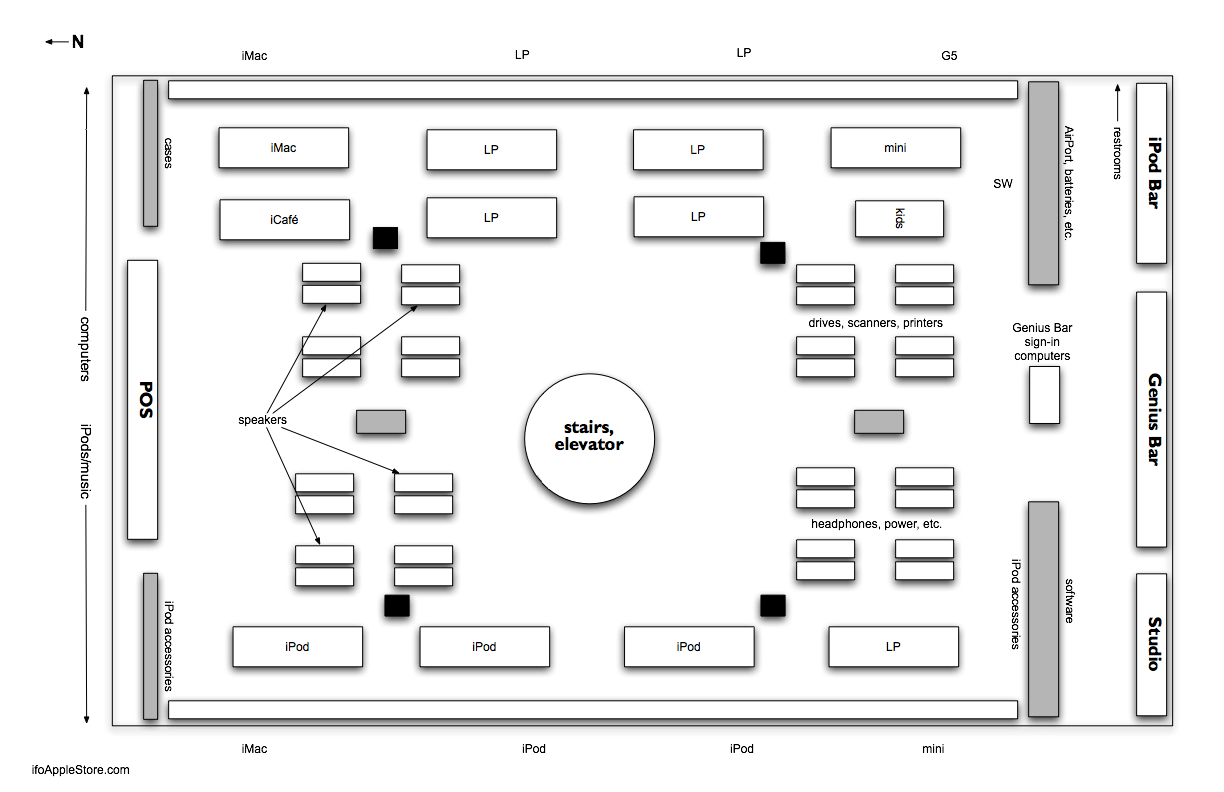 N
iMac
LP
LP
G5
cases
iMac
LP
LP
mini
SW
AirPort, batteries, etc.
restrooms
iPod Bar
iCafé
LP
LP
kids
drives, scanners, printers
Genius Bar
sign-in
computers
computers
POS
speakers
stairs,
elevator
Genius Bar
iPods/music
headphones, power, etc.
iPod accessories
iPod accessories
software
Studio
iPod
iPod
iPod
LP
iMac
iPod
iPod
mini
ifoAppleStore.com